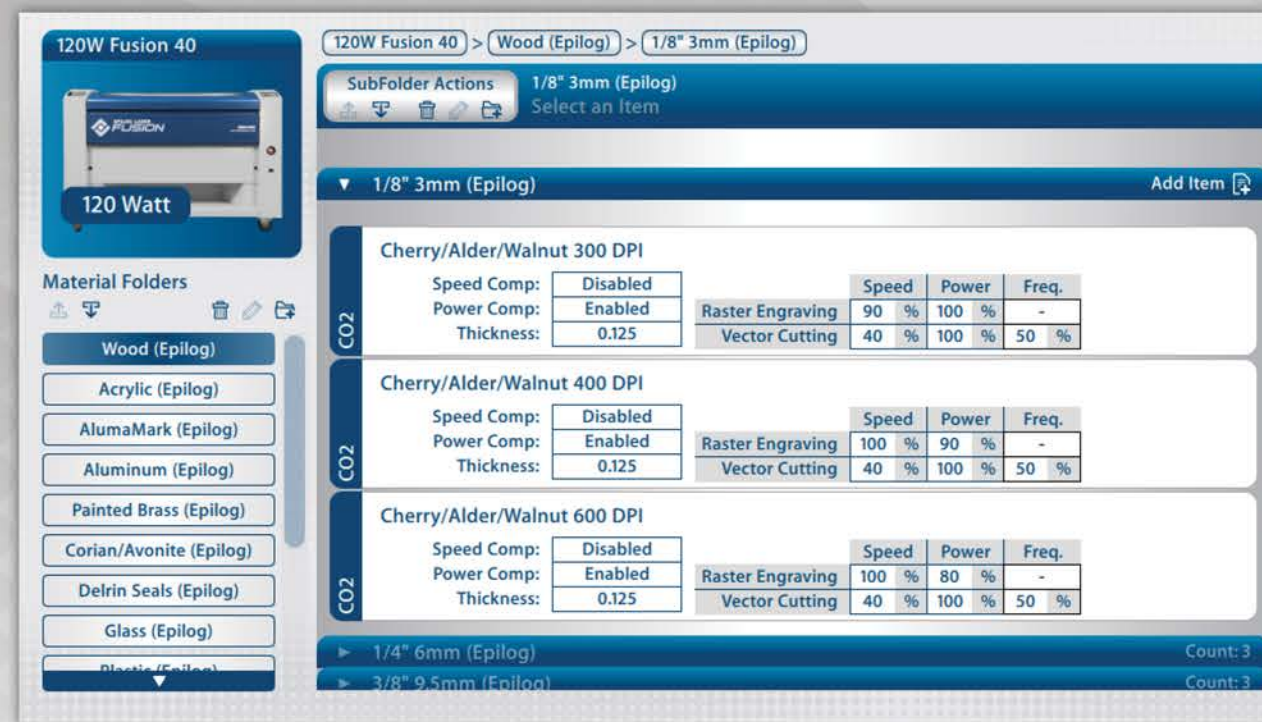 120W Fusion 40
FUSION
120 Watt
Material Folders
Wood (Epilog)
Acrylic (Epilog)
AlumaMark (Epilog)
Aluminum (Epilog)
Painted Brass (Epilog)
Corian/Avonite (Epilog)
Delrin Seals (Epilog)
Glass (Epilog)
Plastic (Epilog)
120W Fusion 40 > Wood (Epilog) > 1/8" 3mm (Epilog)
SubFolder Actions
1/8" 3mm (Epilog)
Select an Item
▼ 1/8" 3mm (Epilog) Add Item
CO2
Cherry/Alder/Walnut 300 DPI
Speed Comp: Disabled
Power Comp: Enabled
Thickness: 0.125
Speed Power Freq.
Raster Engraving 90 % 100 % -
Vector Cutting 40 % 100 % 50 %
CO2
Cherry/Alder/Walnut 400 DPI
Speed Comp: Disabled
Power Comp: Enabled
Thickness: 0.125
Speed Power Freq.
Raster Engraving 100 % 90 % -
Vector Cutting 40 % 100 % 50 %
CO2
Cherry/Alder/Walnut 600 DPI
Speed Comp: Disabled
Power Comp: Enabled
Thickness: 0.125
Speed Power Freq.
Raster Engraving 100 % 80 % -
Vector Cutting 40 % 100 % 50 %
► 1/4" 6mm (Epilog) Count: 3
► 3/8" 9.5mm (Epilog) Count: 3